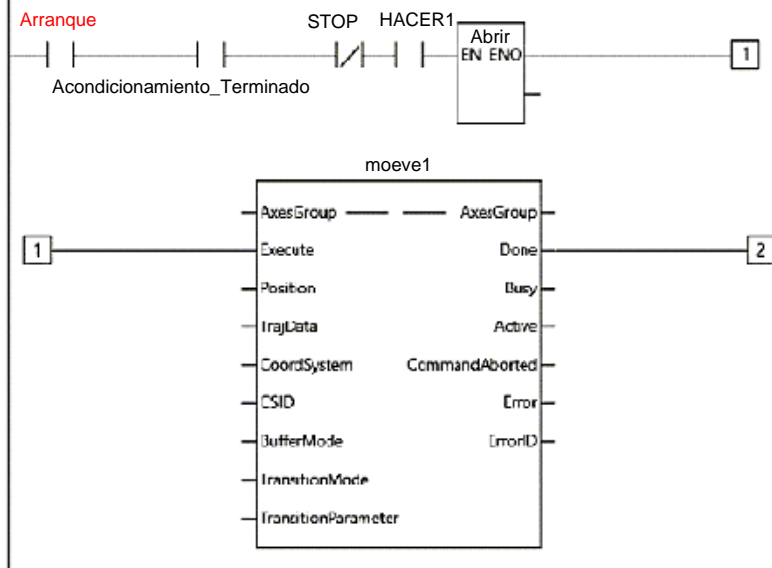 Arranque STOP HACER1
Abrir
EN ENO
1
Acondicionamiento_Terminado
moeve1
AxesGroup AxesGroup
1 Execute Done 2
Position Busy
TrajData Active
CoordSystem CommandAborted
CSID Error
BufferMode ErrorID
TransitionMode
TransitionParameter